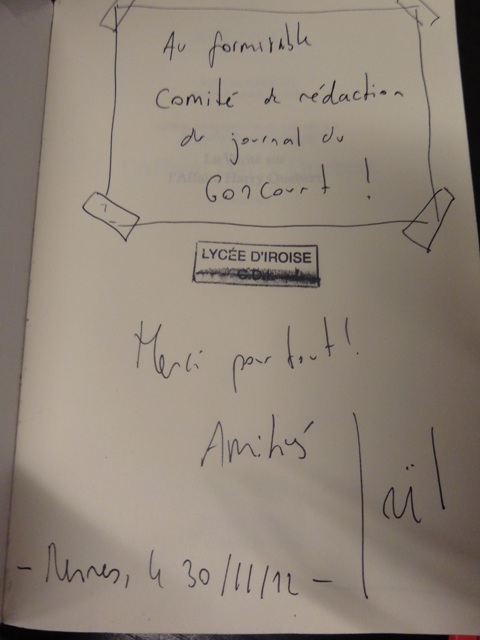 Au formidable
Comité de rédaction
du journal du
Goncourt !
LYCÉE D'IROISE
C.D.I.
Merci pour tout !
Amitiés
- Rennes, le 30/11/12 -